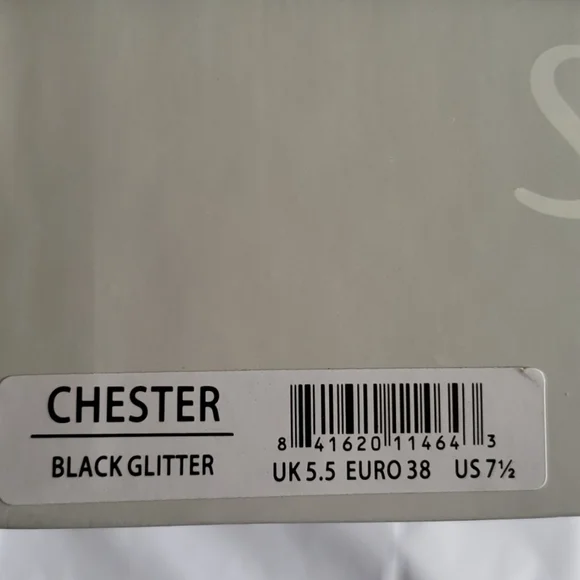 S
CHESTER
BLACK GLITTER
8 41620 11464 3
UK 5.5 EURO 38 US 7½